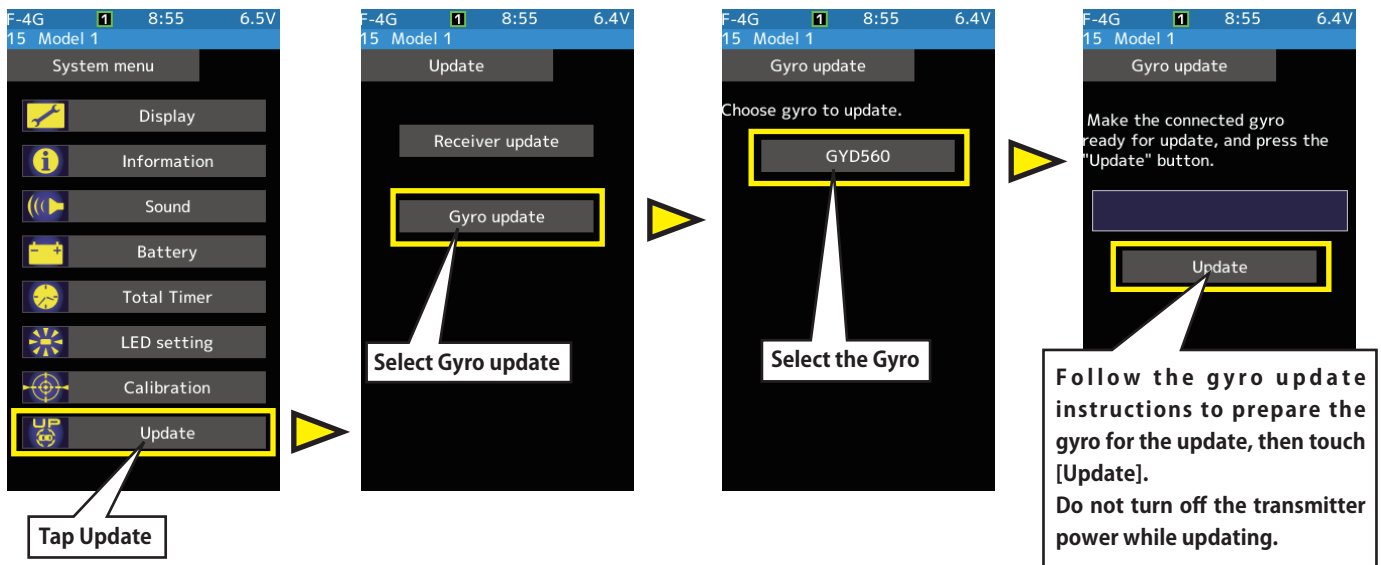 F-4G 1 8:55 6.5V
15 Model 1
System menu
Display
Information
Sound
Battery
Total Timer
LED setting
Calibration
UP
Update
Tap Update
F-4G 1 8:55 6.4V
15 Model 1
Update
Receiver update
Gyro update
Select Gyro update
F-4G 1 8:55 6.4V
15 Model 1
Gyro update
Choose gyro to update.
GYD560
Select the Gyro
F-4G 1 8:55 6.4V
15 Model 1
Gyro update
Make the connected gyro
ready for update, and press the
"Update" button.
Update
Follow the gyro update
instructions to prepare the
gyro for the update, then touch
[Update].
Do not turn off the transmitter
power while updating.